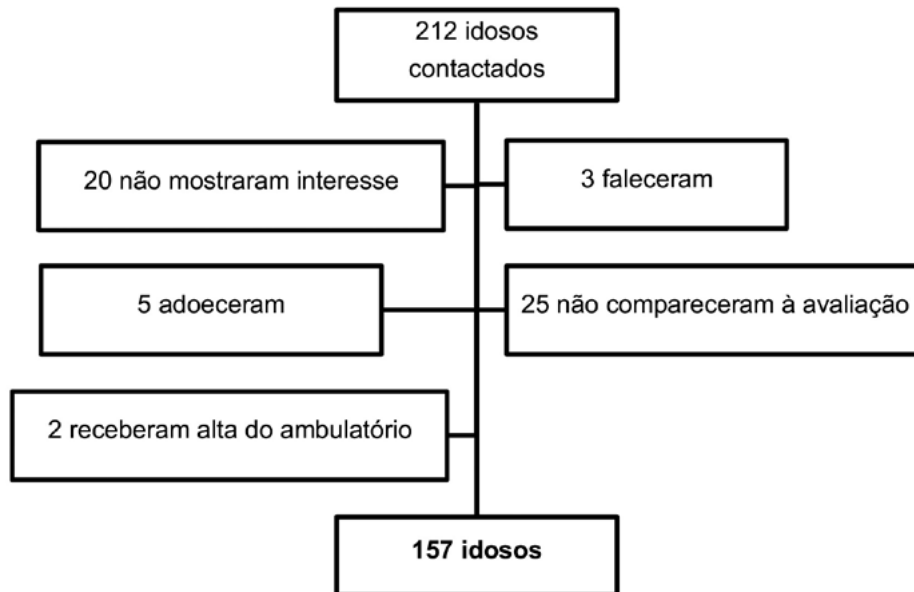 212 idosos
contactados
20 não mostraram interesse
3 faleceram
5 adoeceram
25 não compareceram à avaliação
2 receberam alta do ambulatório
157 idosos